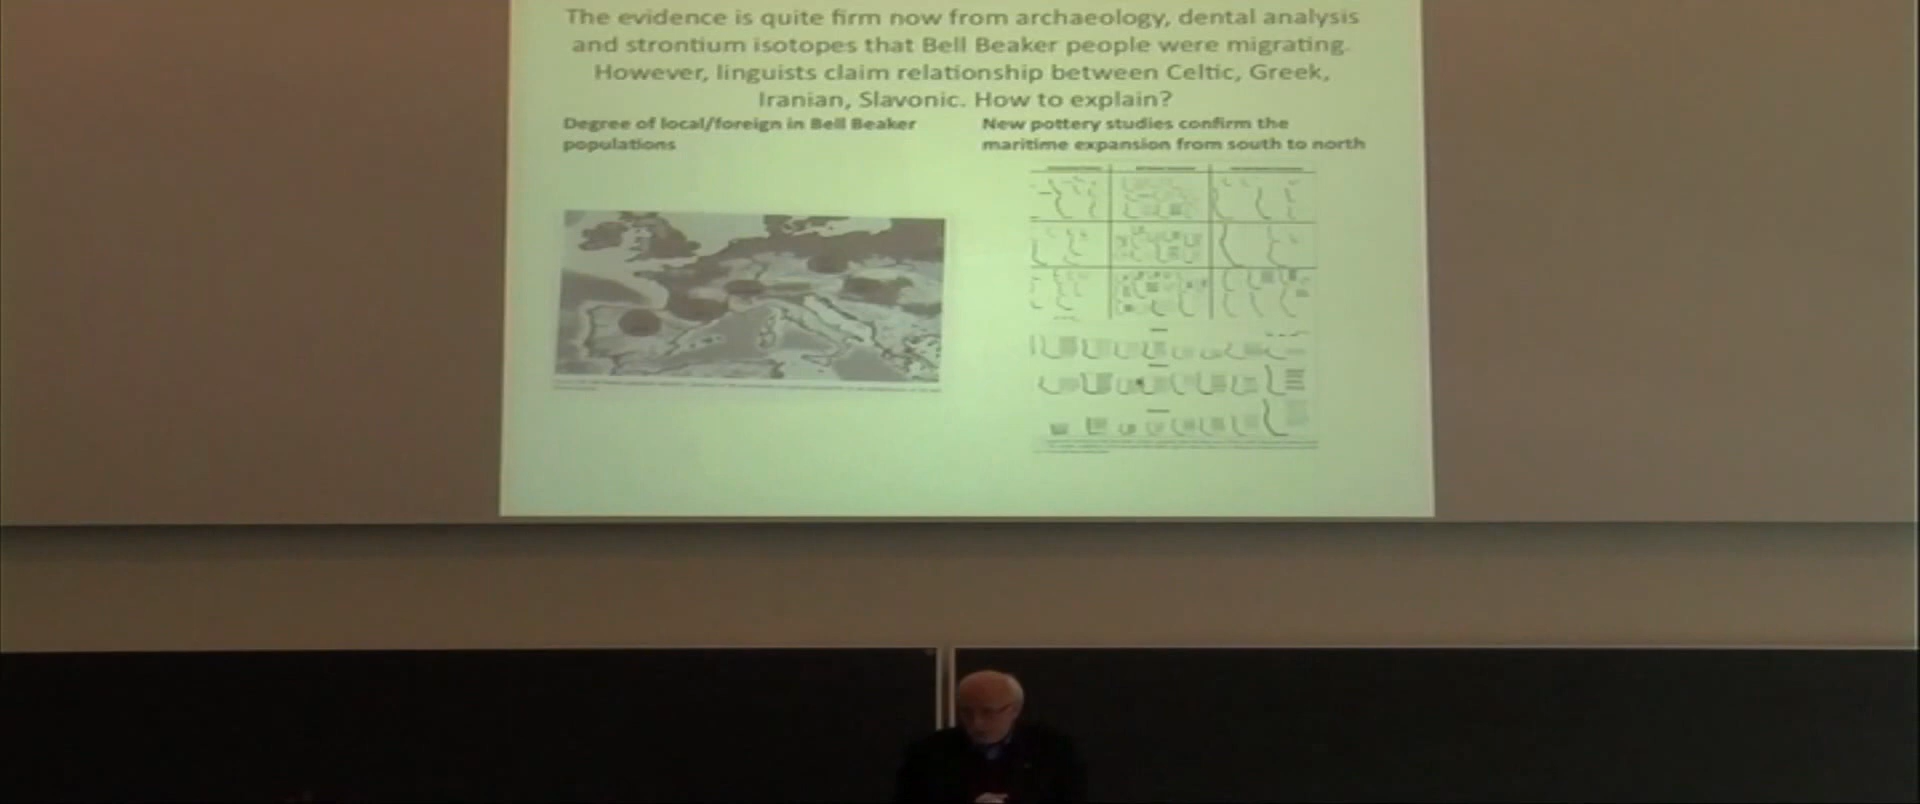 The evidence is quite firm now from archaeology, dental analysis
and strontium isotopes that Bell Beaker people were migrating.
However, linguists claim relationship between Celtic, Greek,
Iranian, Slavonic. How to explain?
Degree of local/foreign in Bell Beaker
populations
New pottery studies confirm the
maritime expansion from south to north